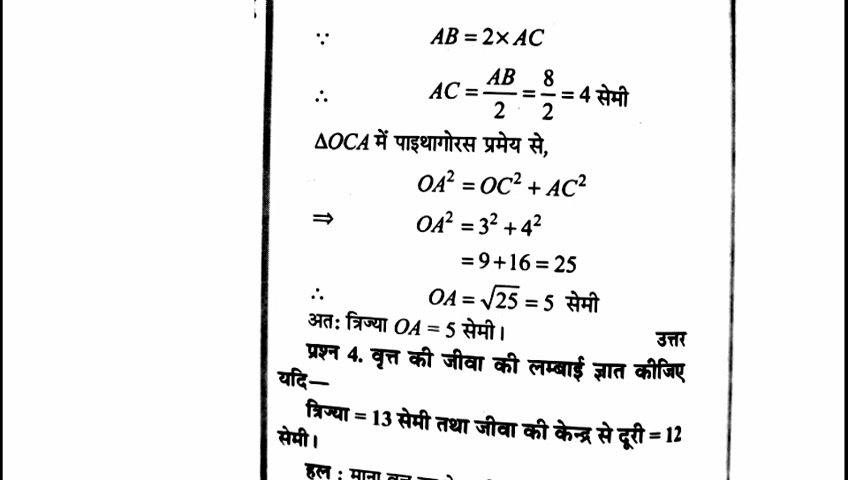 ∵ AB = 2 × AC
∴ AC = AB/2 = 8/2 = 4 सेमी
ΔOCA में पाइथागोरस प्रमेय से,
OA² = OC² + AC²
⇒ OA² = 3² + 4²
= 9 + 16 = 25
∴ OA = √25 = 5 सेमी
अतः त्रिज्या OA = 5 सेमी। उत्तर
प्रश्न 4. वृत्त की जीवा की लम्बाई ज्ञात कीजिए
यदि—
त्रिज्या = 13 सेमी तथा जीवा की केन्द्र से दूरी = 12
सेमी।
हल : माना वृत्त